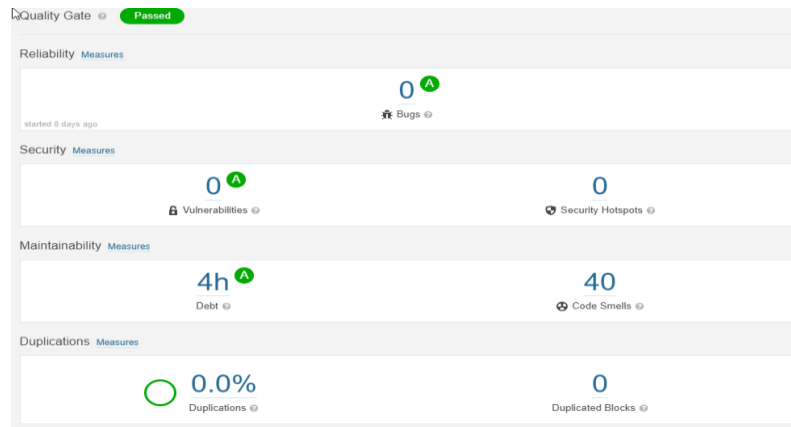 Quality Gate Passed
Reliability Measures
0 A
Bugs
started 8 days ago
Security Measures
0 A 0
Vulnerabilities Security Hotspots
Maintainability Measures
4h A 40
Debt Code Smells
Duplications Measures
0.0% 0
Duplications Duplicated Blocks